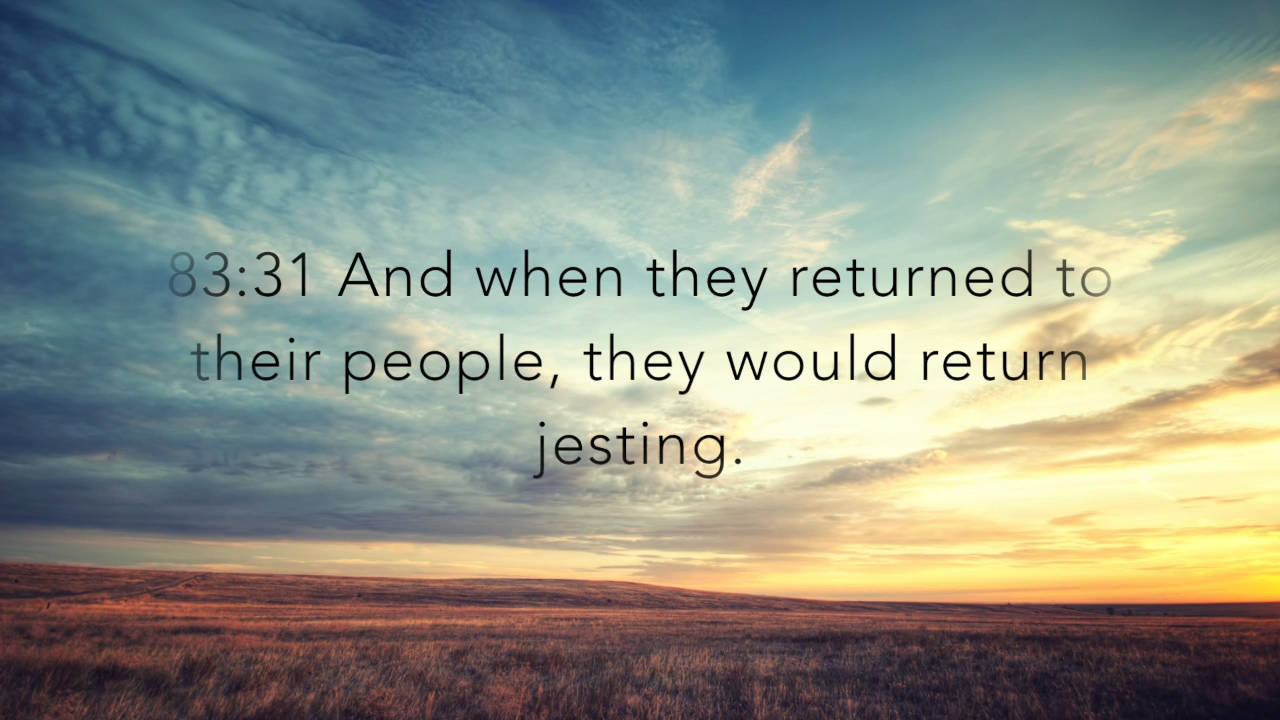 83:31 And when they returned to
their people, they would return
jesting.